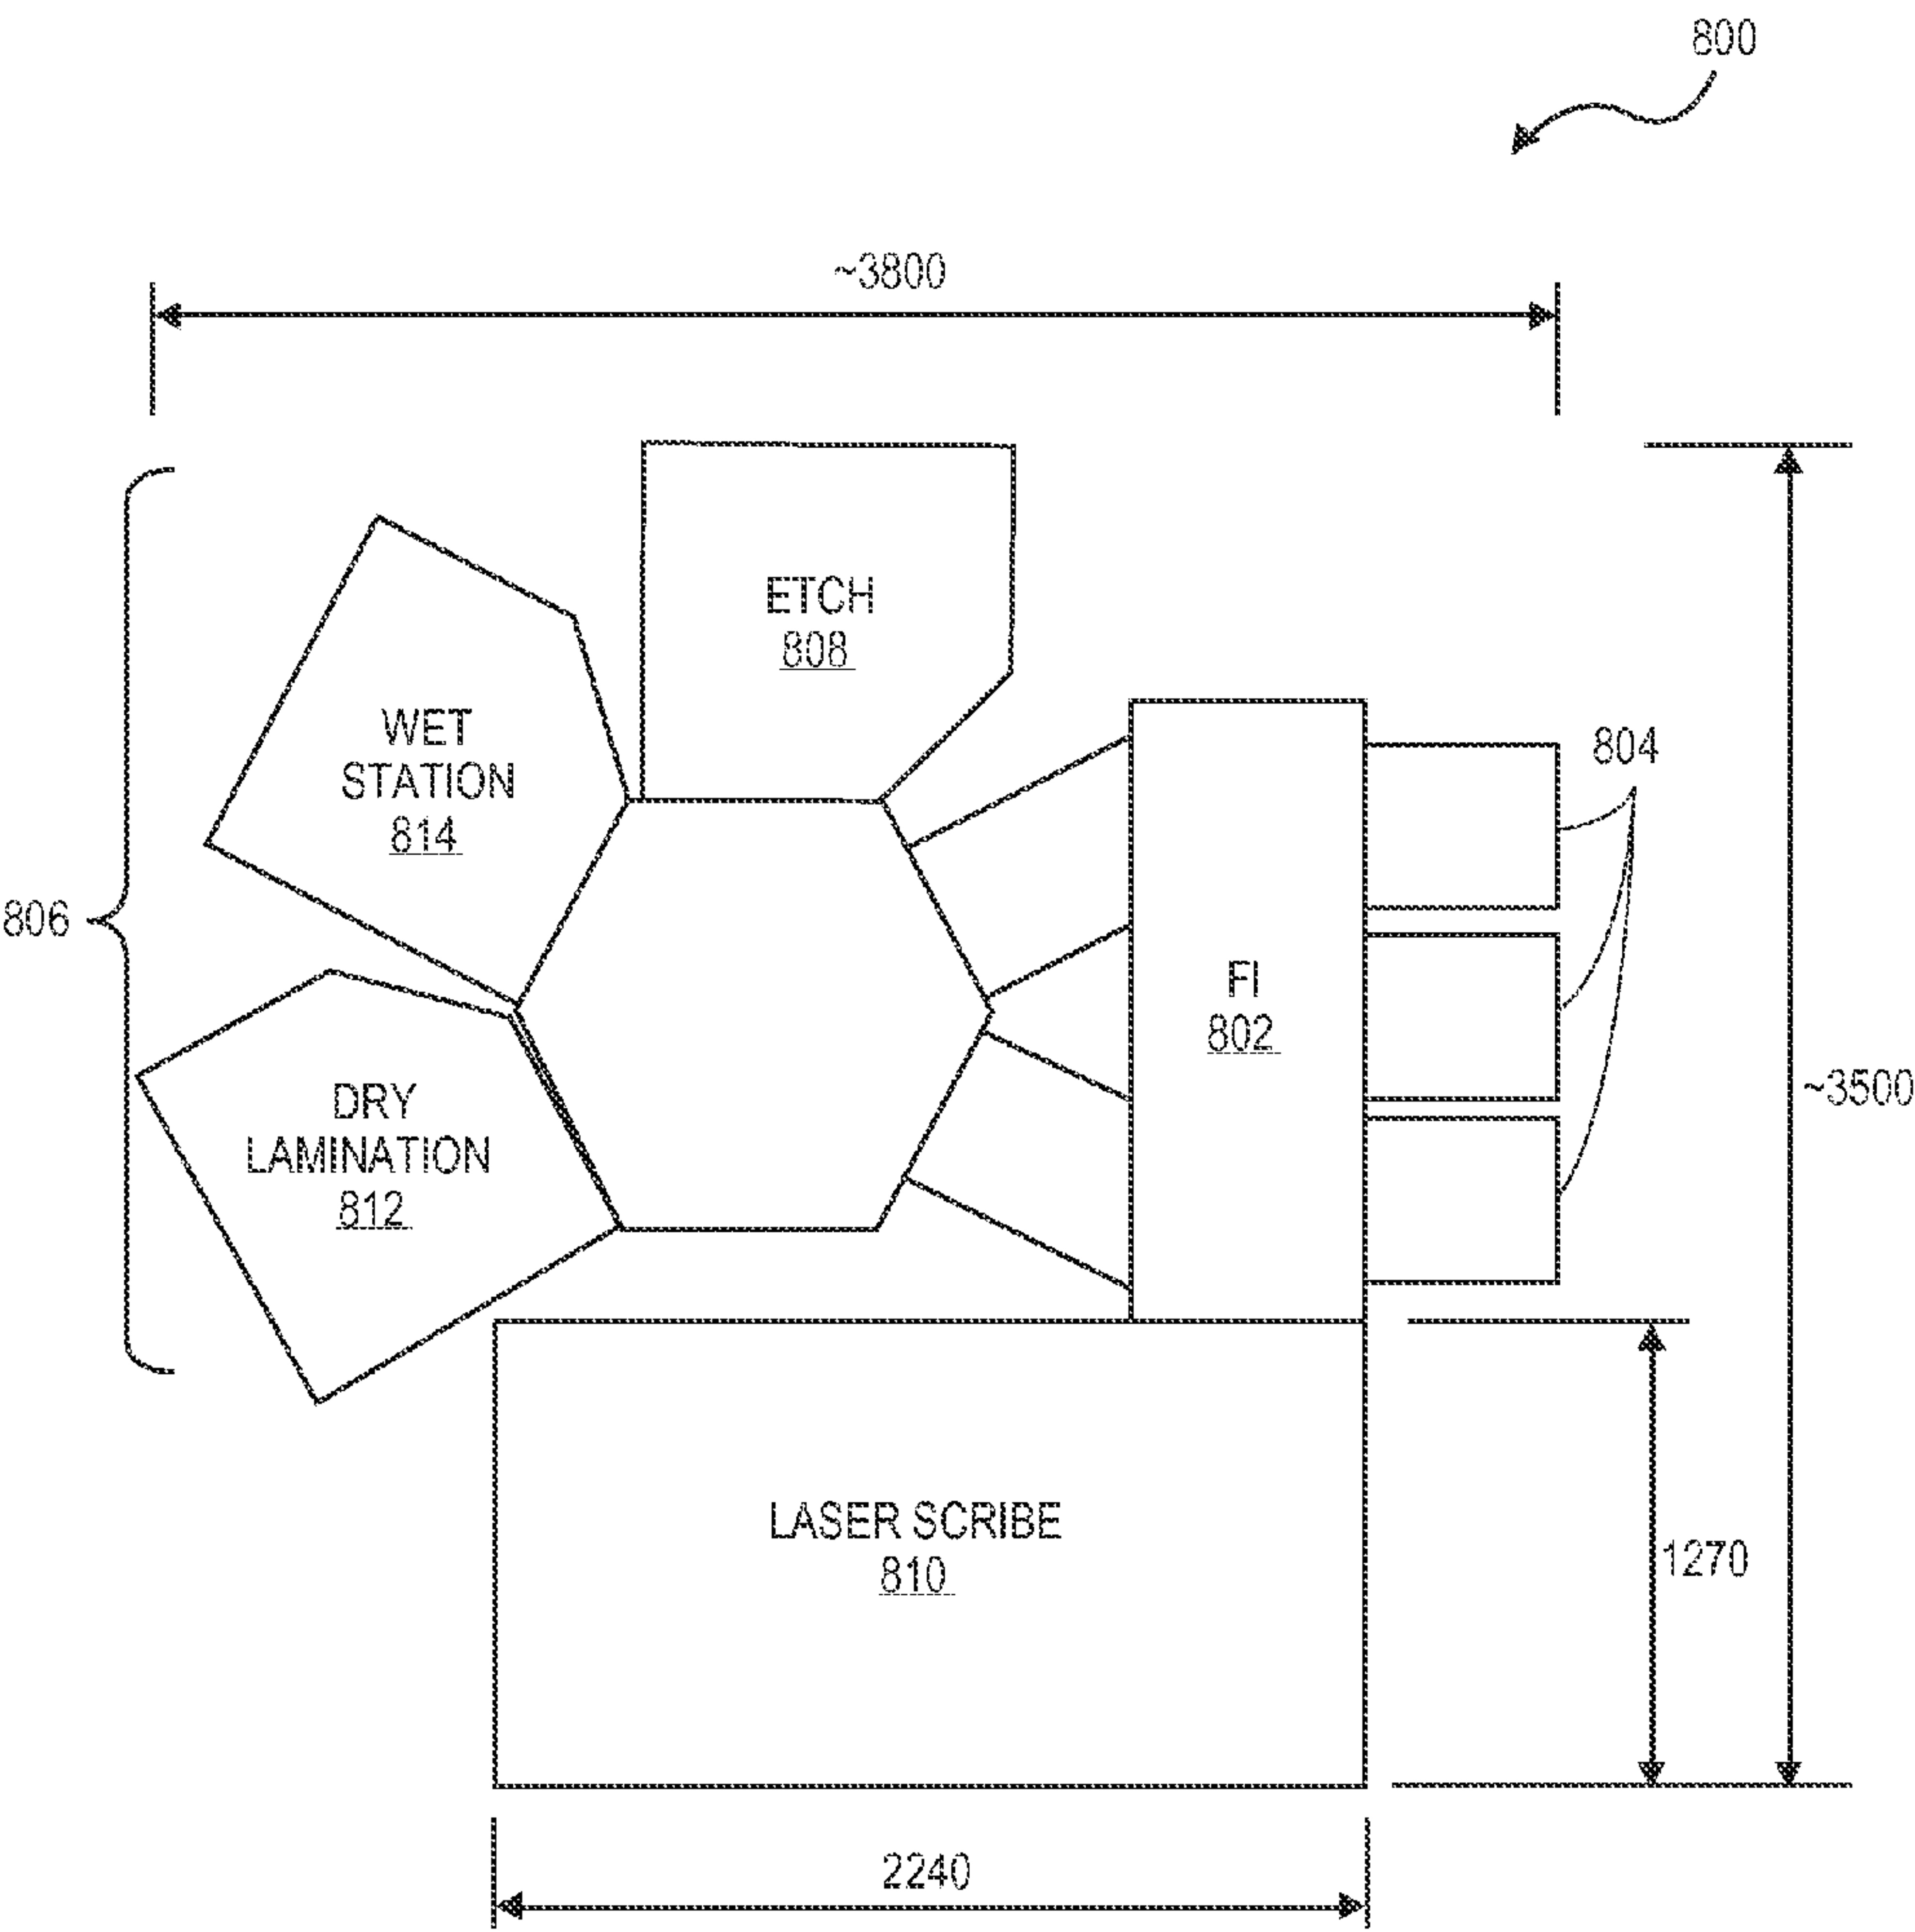 800
~3800
ETCH
808
WET
STATION
814
804
806
FI
802
~3500
DRY
LAMINATION
812
LASER SCRIBE
810
1270
2240